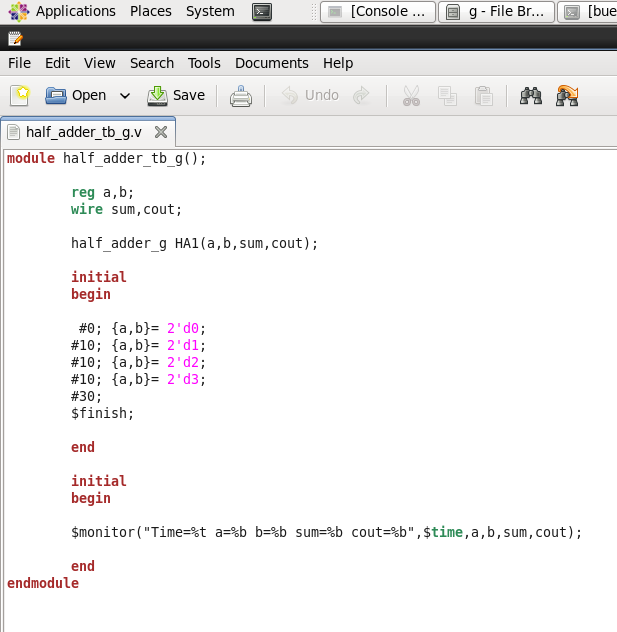 Applications Places System [Console ... g - File Br... [bue
File Edit View Search Tools Documents Help
Open Save Undo
half_adder_tb_g.v
module half_adder_tb_g();
reg a,b;
wire sum,cout;
half_adder_g HA1(a,b,sum,cout);
initial
begin
#0; {a,b}= 2'd0;
#10; {a,b}= 2'd1;
#10; {a,b}= 2'd2;
#10; {a,b}= 2'd3;
#30;
$finish;
end
initial
begin
$monitor("Time=%t a=%b b=%b sum=%b cout=%b",$time,a,b,sum,cout);
end
endmodule